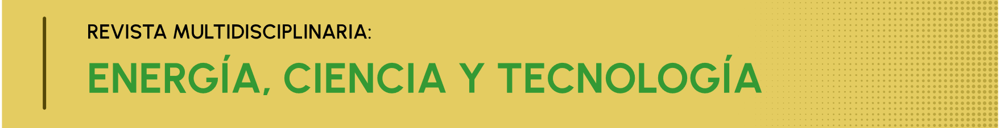 REVISTA MULTIDISCIPLINARIA:
ENERGÍA, CIENCIA Y TECNOLOGÍA